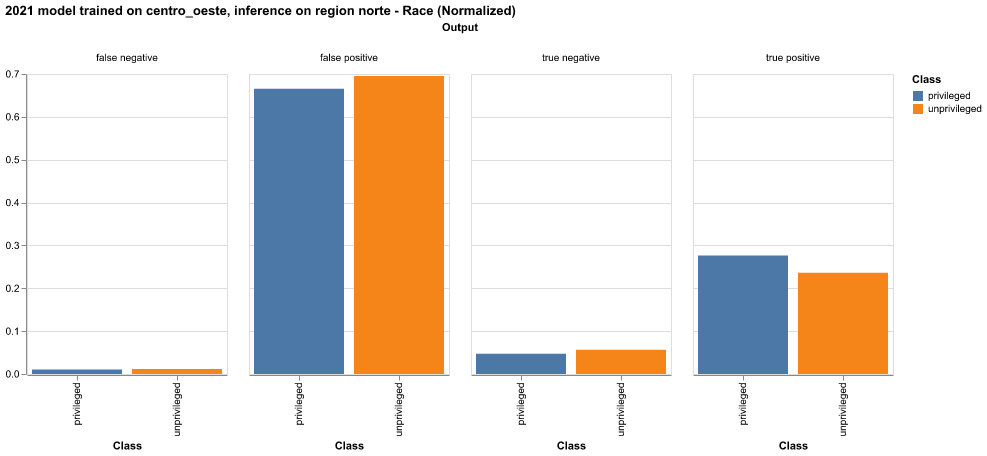 2021 model trained on centro_oeste, inference on region norte - Race (Normalized)
Output
false negative
false positive
true negative
true positive
0.7
0.6
0.5
0.4
0.3
0.2
0.1
0.0
privileged
unprivileged
privileged
unprivileged
privileged
unprivileged
privileged
unprivileged
Class
Class
Class
Class
Class
privileged
unprivileged